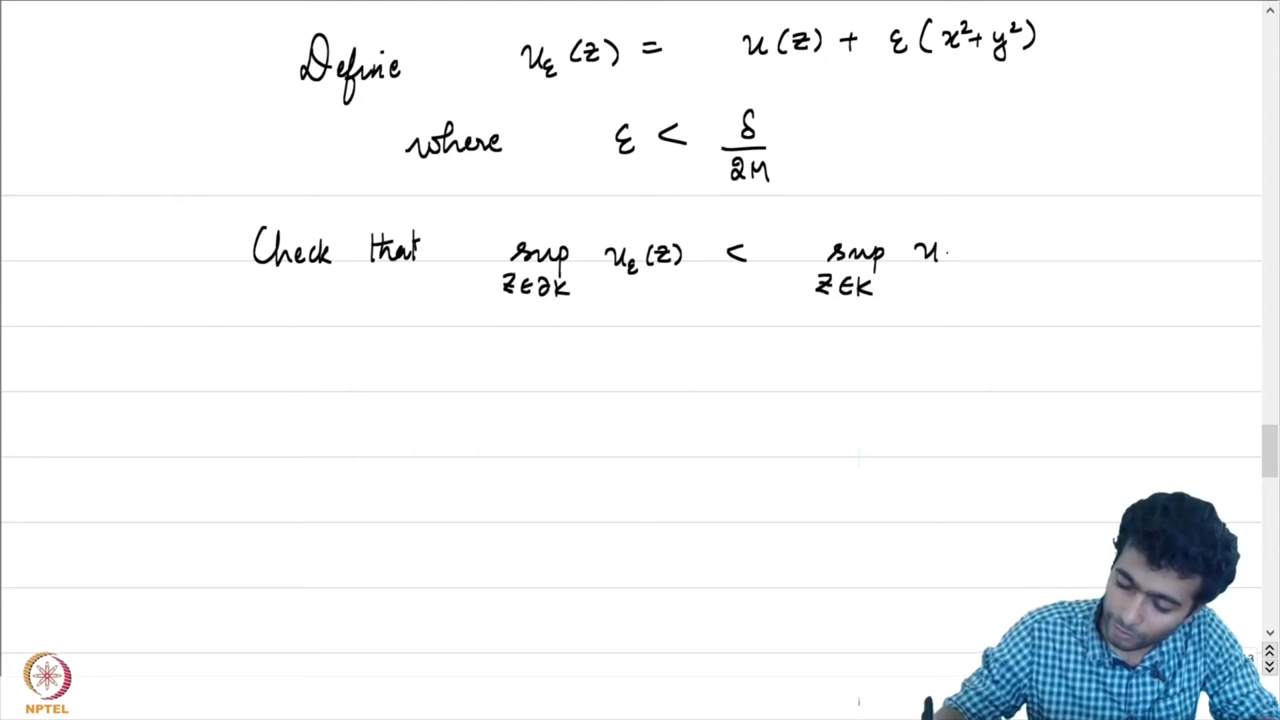 Define u_ε(z) = u(z) + ε(x²+y²)
where ε < δ/2M
Check that sup_{z∈∂K} u_ε(z) < sup_{z∈K} u
NPTEL